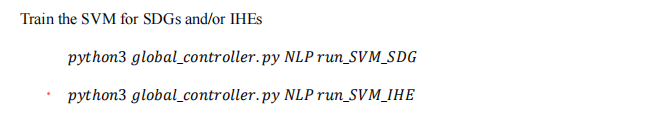 Train the SVM for SDGs and/or IHEs
python3 global_controller.py NLP run_SVM_SDG
python3 global_controller.py NLP run_SVM_IHE